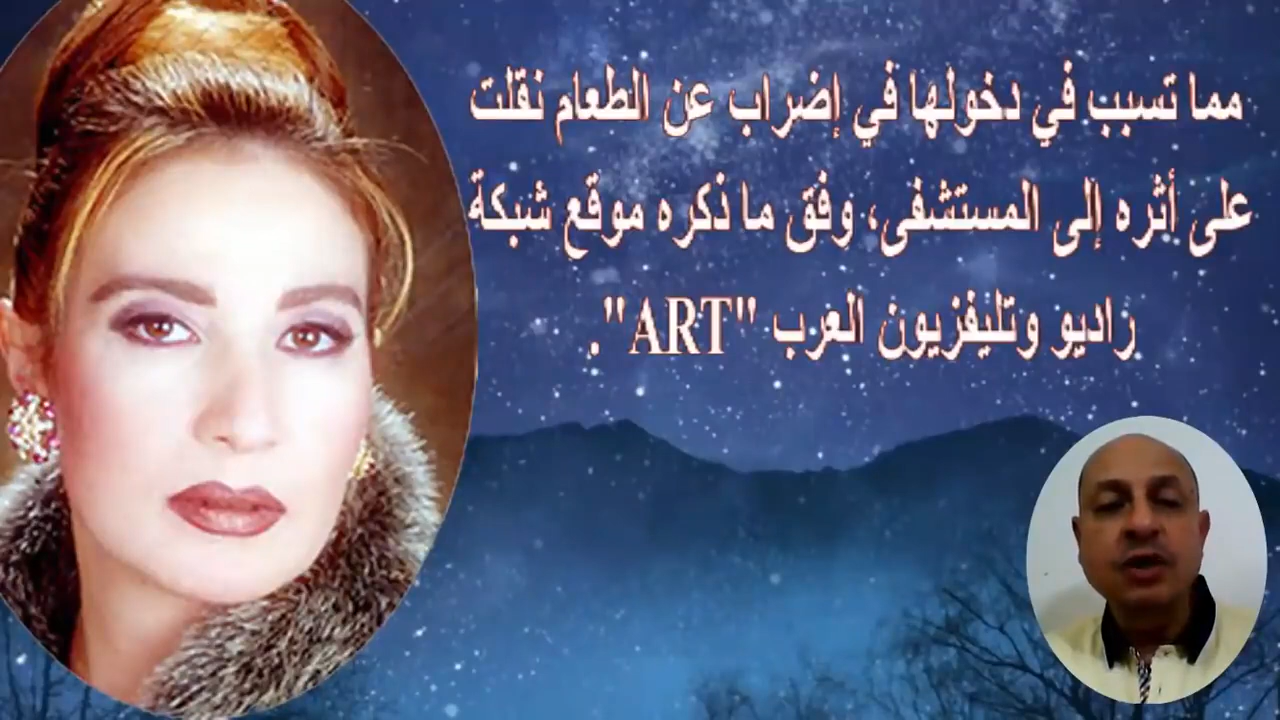 مما تسبب في دخولها في إضراب عن الطعام نقلت
على أثره إلى المستشفى، وفق ما ذكره موقع شبكة
راديو وتليفزيون العرب "ART".